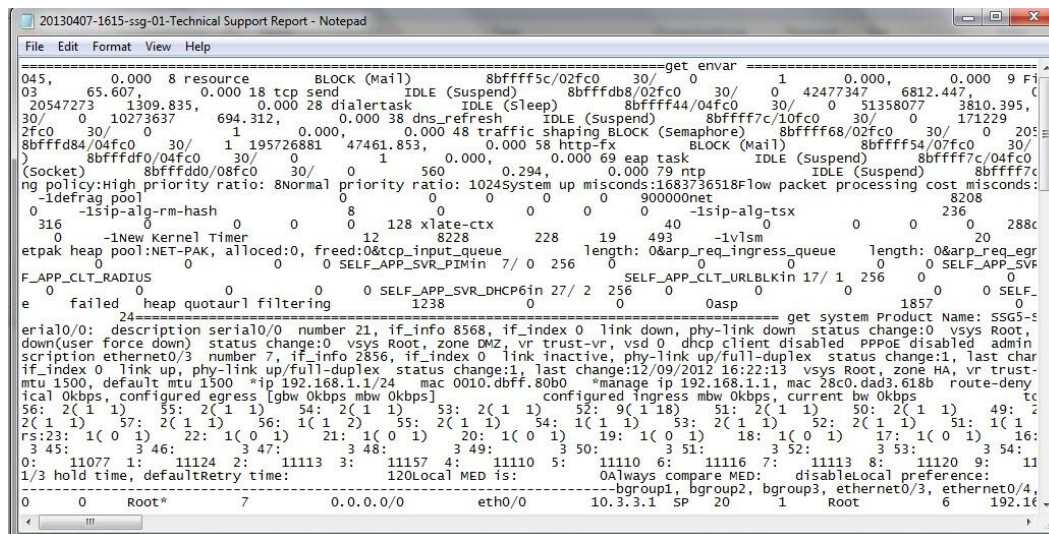 20130407-1615-ssg-01-Technical Support Report - Notepad
File Edit Format View Help
=====================================================================================get envar =================================
045, 0.000 8 resource BLOCK (Mail) 8bffff5c/02fc0 30/ 0 1 0.000, 0.000 9 Fi
03 65.607, 0.000 18 tcp send IDLE (Suspend) 8bfffdb8/02fc0 30/ 0 42477347 6812.447,
20547273 1309.835, 0.000 28 dialertask IDLE (Sleep) 8bffff44/04fc0 30/ 0 51358077 3810.395,
30/ 0 10273637 694.312, 0.000 38 dns_refresh IDLE (Suspend) 8bffff7c/10fc0 30/ 0 171229
2fc0 30/ 0 1 0.000, 0.000 48 traffic shaping BLOCK (Semaphore) 8bffff68/02fc0 30/ 0 205
8bfffd84/04fc0 30/ 1 195726881 47461.853, 0.000 58 http-fx BLOCK (Mail) 8bffff54/07fc0 30/
) 8bfffdf0/04fc0 30/ 0 1 0.000, 0.000 69 eap task IDLE (Suspend) 8bffff7c/04fc0
(Socket) 8bfffdd0/08fc0 30/ 0 560 0.294, 0.000 79 ntp IDLE (Suspend) 8bffff7c
ng policy:High priority ratio: 8Normal priority ratio: 1024System up misconds:1683736518Flow packet processing cost misconds:
-1defrag pool 0 0 0 0 900000net 8208
0 -1sip-alg-rm-hash 8 0 0 0 0 -1sip-alg-tsx 236
316 0 0 0 128 xlate-ctx 40 0 0 288d
0 -1New Kernel Timer 12 8228 228 19 493 -1vlsm 20
etpak heap pool:NET-PAK, alloced:0, freed:0&tcp_input_queue length: 0&arp_req_ingress_queue length: 0&arp_req_egr
0 0 0 0 SELF_APP_SVR_PIMin 7/ 0 256 0 0 0 0 SELF_APP_SVR
F_APP_CLT_RADIUS SELF_APP_CLT_URLBLKin 17/ 1 256 0 0
0 0 0 0 SELF_APP_SVR_DHCP6in 27/ 2 256 0 0 0 0 SELF_
e failed heap quotaurl filtering 1238 0 0 0asp 1857 0
24=================================================================================== get system Product Name: SSG5-S
erial0/0: description serial0/0 number 21, if_info 8568, if_index 0 link down, phy-link down status change:0 vsys Root,
down(user force down) status change:0 vsys Root, zone DMZ, vr trust-vr, vsd 0 dhcp client disabled PPPoE disabled admin
scription ethernet0/3 number 7, if_info 2856, if_index 0 link inactive, phy-link up/full-duplex status change:1, last chan
if_index 0 link up, phy-link up/full-duplex status change:1, last change:12/09/2012 16:22:13 vsys Root, zone HA, vr trust-
mtu 1500, default mtu 1500 *ip 192.168.1.1/24 mac 0010.dbff.80b0 *manage ip 192.168.1.1, mac 28c0.dad3.618b route-deny
ical 0kbps, configured egress [gbw 0kbps mbw 0kbps] configured ingress mbw 0kbps, current bw 0kbps
56: 2( 1 1) 55: 2( 1 1) 54: 2( 1 1) 53: 2( 1 1) 52: 9( 1 18) 51: 2( 1 1) 50: 2( 1 1) 49: 2
2( 1 1) 57: 2( 1 1) 56: 1( 1 2) 55: 2( 1 1) 54: 1( 1 1) 53: 2( 1 1) 52: 2( 1 1) 51: 1( 1
rs:23: 1( 0 1) 22: 1( 0 1) 21: 1( 0 1) 20: 1( 0 1) 19: 1( 0 1) 18: 1( 0 1) 17: 1( 0 1) 16:
3 45: 3 46: 3 47: 3 48: 3 49: 3 50: 3 51: 3 52: 3 53: 3 54:
0: 11077 1: 11124 2: 11113 3: 11157 4: 11110 5: 11110 6: 11116 7: 11113 8: 11120 9: 11
1/3 hold time, defaultRetry time: 120Local MED is: 0Always compare MED: disableLocal preference:
-----------------------------------------------------------------------------bgroup1, bgroup2, bgroup3, ethernet0/3, ethernet0/4,
0 0 Root* 7 0.0.0.0/0 eth0/0 10.3.3.1 SP 20 1 Root 6 192.16